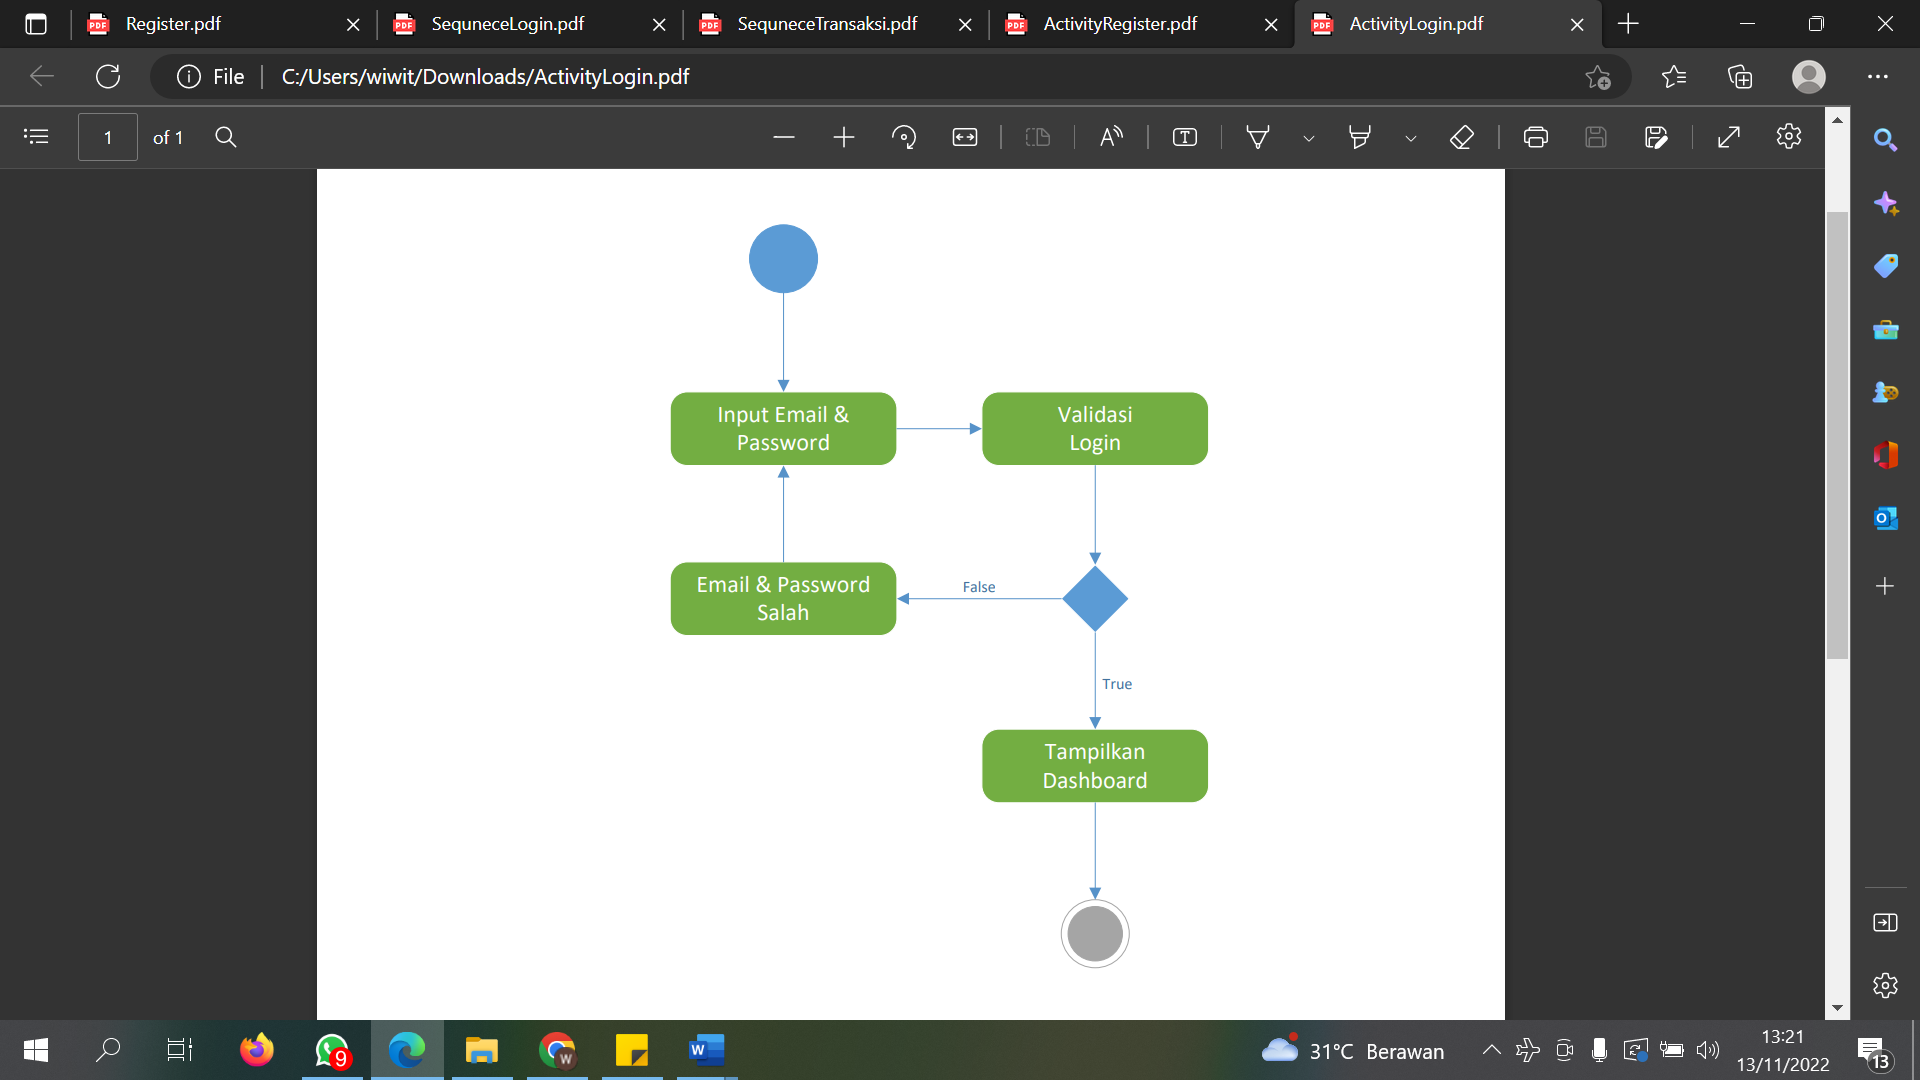 Register.pdf
SequneceLogin.pdf
SequneceTransaksi.pdf
ActivityRegister.pdf
ActivityLogin.pdf
File
C:/Users/wiwit/Downloads/ActivityLogin.pdf
1
of 1
Input Email &
Password
Validasi
Login
Email & Password
Salah
False
True
Tampilkan
Dashboard
9
W
W
31°C Berawan
13:21
13/11/2022
13